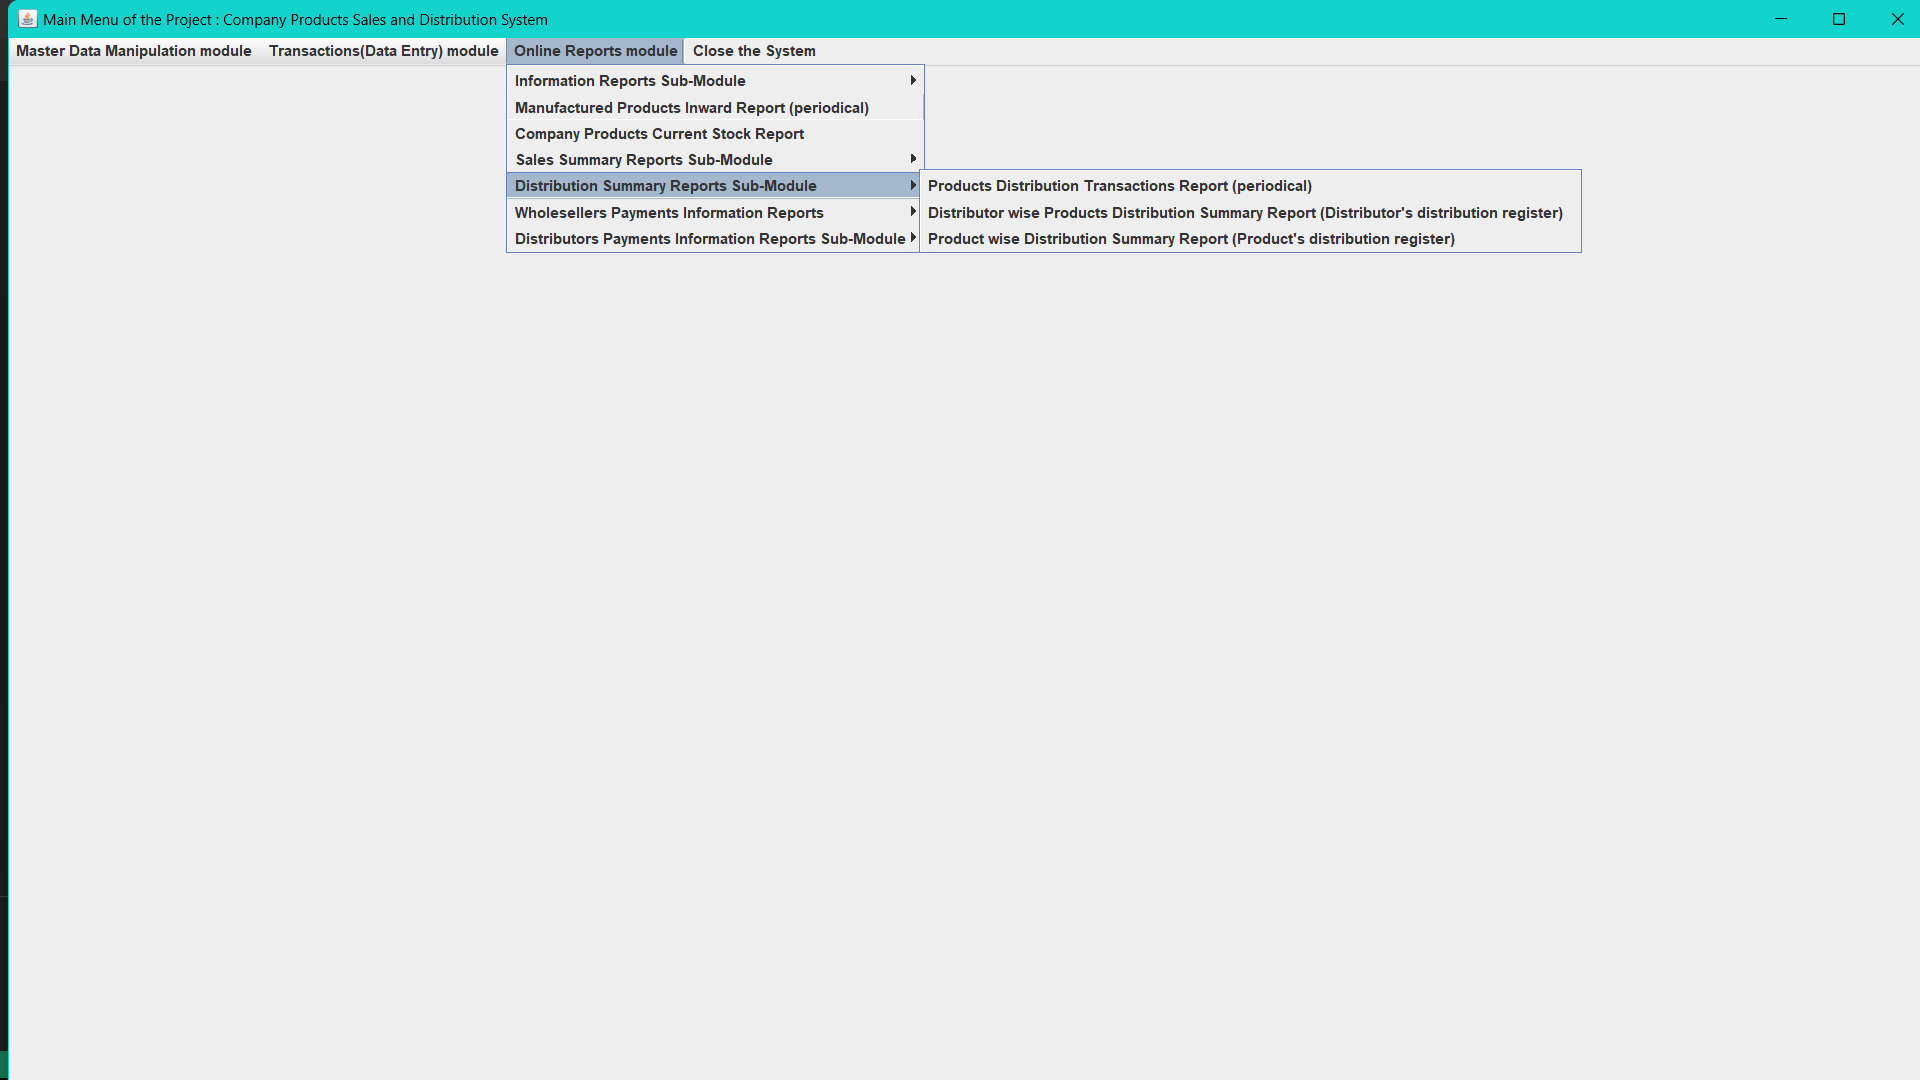 Main Menu of the Project : Company Products Sales and Distribution System
Master Data Manipulation module Transactions(Data Entry) module Online Reports module Close the System
Information Reports Sub-Module
Manufactured Products Inward Report (periodical)
Company Products Current Stock Report
Sales Summary Reports Sub-Module
Distribution Summary Reports Sub-Module
Wholesellers Payments Information Reports
Distributors Payments Information Reports Sub-Module
Products Distribution Transactions Report (periodical)
Distributor wise Products Distribution Summary Report (Distributor's distribution register)
Product wise Distribution Summary Report (Product's distribution register)